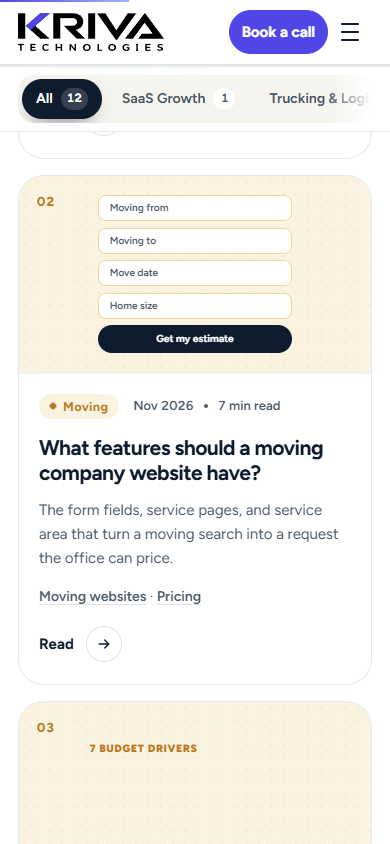 KRIVA
TECHNOLOGIES
Book a call
All 12
SaaS Growth 1
Trucking & Logi
02
Moving from
Moving to
Move date
Home size
Get my estimate
Moving
Nov 2026 • 7 min read
What features should a moving
company website have?
The form fields, service pages, and service
area that turn a moving search into a request
the office can price.
Moving websites · Pricing
Read →
03
7 BUDGET DRIVERS